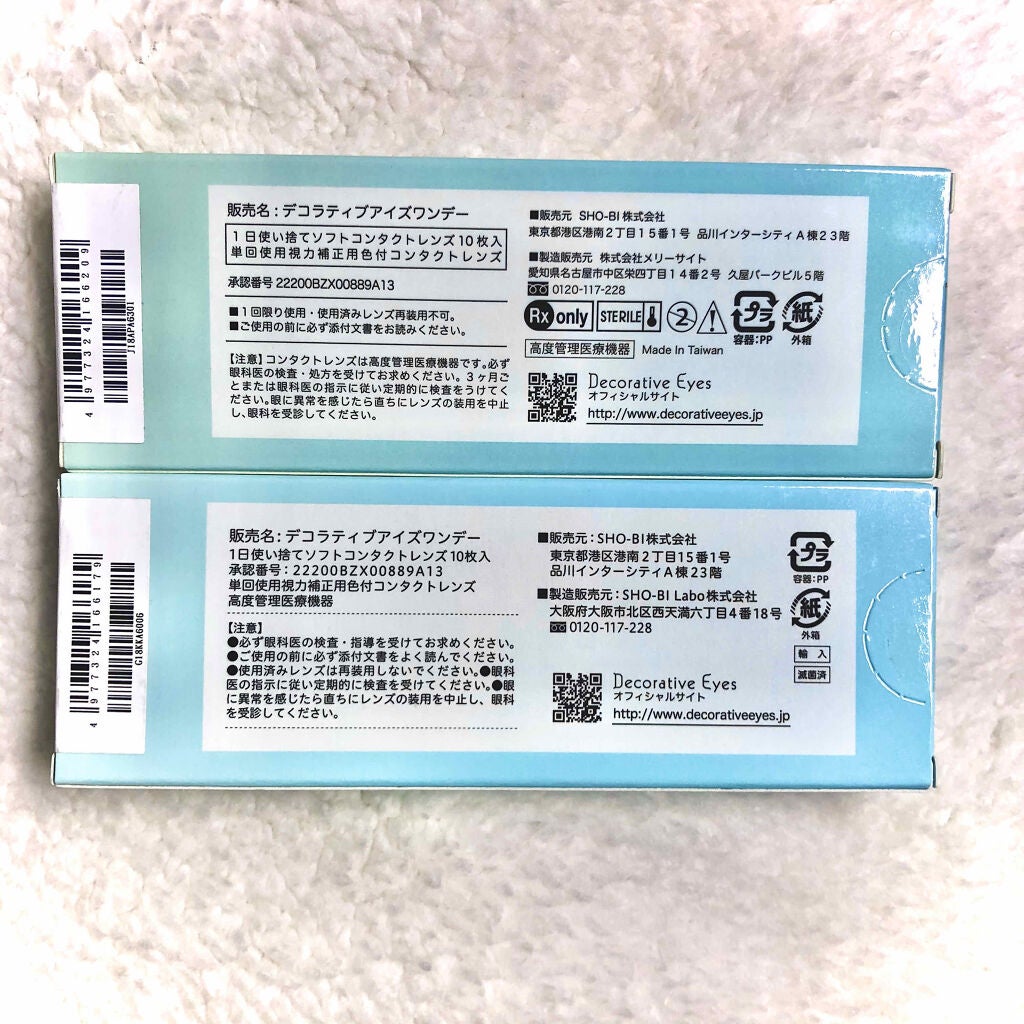 販売名：デコラティブアイズワンデー
1日使い捨てソフトコンタクトレンズ10枚入
単回使用視力補正用色付コンタクトレンズ
承認番号 22200BZX00889A13
■1回限り使用・使用済みレンズ再装用不可。
■ご使用の前に必ず添付文書をお読みください。
【注意】コンタクトレンズは高度管理医療機器です。必ず
眼科医の検査・処方を受けてお求めください。3ヶ月ご
とまたは眼科医の指示に従い定期的に検査をうけてく
ださい。眼に異常を感じたら直ちにレンズの装用を中止
し、眼科を受診してください。
■販売元 SHO-BI株式会社
東京都港区港南2丁目15番1号 品川インターシティA棟23階
■製造販売元 株式会社メリーサイト
愛知県名古屋市中区栄四丁目14番2号 久屋パークビル5階
0120-117-228
Rx only STERILE 2 プラ 紙
容器:PP 外箱
高度管理医療機器 Made In Taiwan
Decorative Eyes
オフィシャルサイト
http://www.decorativeeyes.jp
4977324166209
J18APA6301
販売名：デコラティブアイズワンデー
1日使い捨てソフトコンタクトレンズ10枚入
承認番号：22200BZX00889A13
単回使用視力補正用色付コンタクトレンズ
高度管理医療機器
【注意】
●必ず眼科医の検査・指導を受けてお求めください。
●ご使用の前に必ず添付文書をよく読んでください。
●使用済みレンズは再装用しないでください。●眼科
医の指示に従い定期的に検査を受けてください。●眼
に異常を感じたら直ちにレンズの装用を中止し、眼科
を受診してください。
■販売元：SHO-BI株式会社
東京都港区港南2丁目15番1号
品川インターシティA棟23階
■製造販売元：SHO-BI Labo株式会社
大阪府大阪市北区西天満六丁目4番18号
0120-117-228
Decorative Eyes
オフィシャルサイト
http://www.decorativeeyes.jp
プラ
容器:PP
紙
外箱
輸入
滅菌済
4977324166179
G18KKA6006